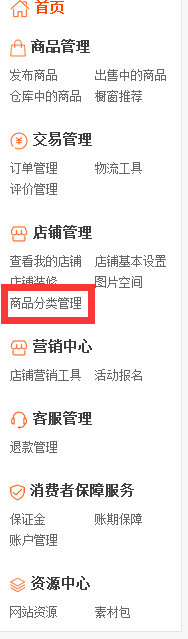 首页
商品管理
发布商品 出售中的商品
仓库中的商品 橱窗推荐
交易管理
订单管理 物流工具
评价管理
店铺管理
查看我的店铺 店铺基本设置
店铺装修 图片空间
商品分类管理
营销中心
店铺营销工具 活动报名
客服管理
退款管理
消费者保障服务
保证金 账期保障
账户管理
资源中心
网站资源 素材包